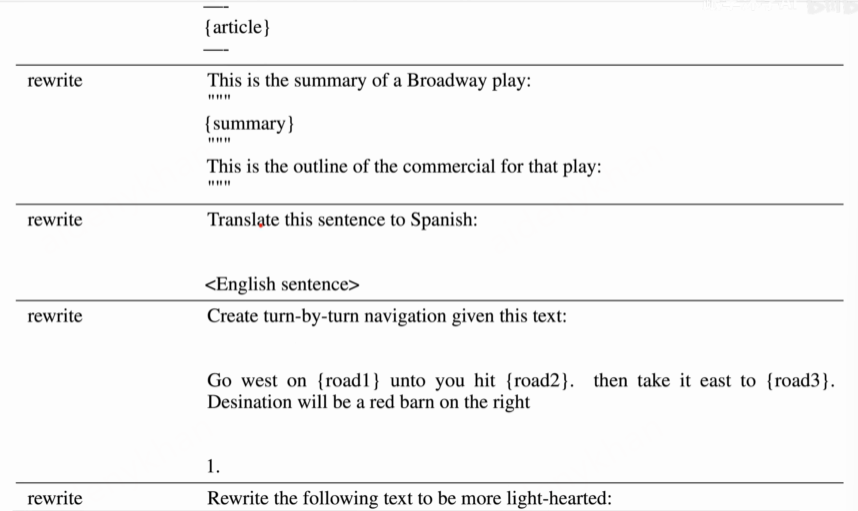 —-
{article}
—-
rewrite This is the summary of a Broadway play:
"""
{summary}
"""
This is the outline of the commercial for that play:
"""
rewrite Translate this sentence to Spanish:
<English sentence>
rewrite Create turn-by-turn navigation given this text:
Go west on {road1} unto you hit {road2}. then take it east to {road3}.
Desination will be a red barn on the right
1.
rewrite Rewrite the following text to be more light-hearted: